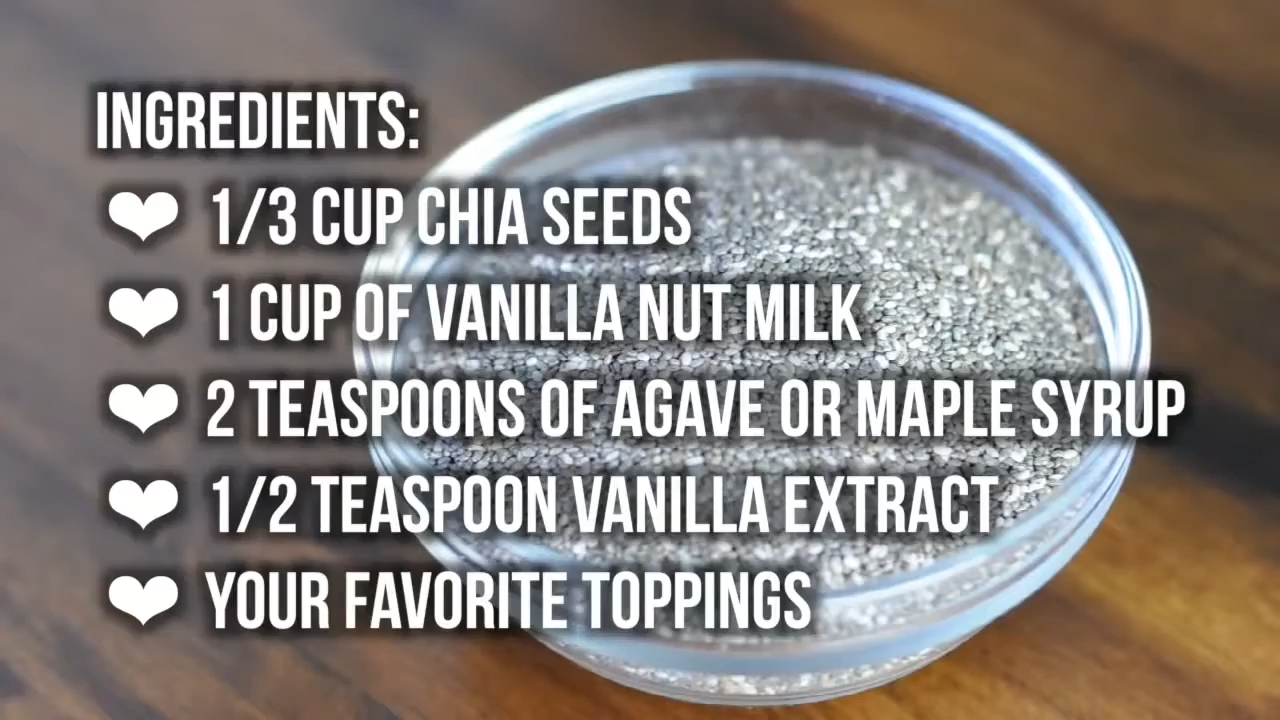 INGREDIENTS:
❤ 1/3 CUP CHIA SEEDS
❤ 1 CUP OF VANILLA NUT MILK
❤ 2 TEASPOONS OF AGAVE OR MAPLE SYRUP
❤ 1/2 TEASPOON VANILLA EXTRACT
❤ YOUR FAVORITE TOPPINGS